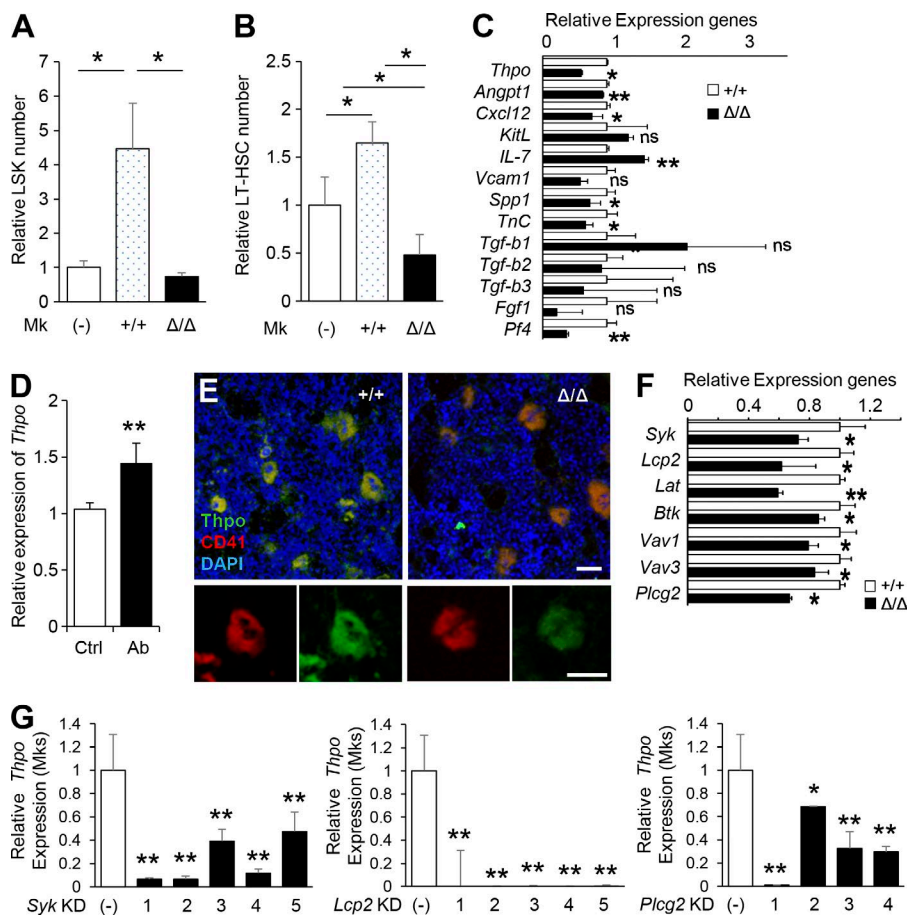 A
Relative LSK number
*
*
7
6
5
4
3
2
1
0
Mk (-) +/+ Δ/Δ
B
Relative LT-HSC number
*
*
*
2.5
2
1.5
1
0.5
0
Mk (-) +/+ Δ/Δ
C
Relative Expression genes
0 1 2 3
Thpo *
Angpt1 **
Cxcl12 *
KitL ns
IL-7 **
Vcam1 ns
Spp1 *
TnC *
Tgf-b1 ns
Tgf-b2 ns
Tgf-b3 ns
Fgf1 ns
Pf4 **
+/+
Δ/Δ
D
Relative expression of Thpo
2
1.5
1
0.5
0
**
Ctrl Ab
E
+/+
Δ/Δ
Thpo
CD41
DAPI
F
Relative Expression genes
0 0.4 0.8 1.2
Syk *
Lcp2 *
Lat **
Btk *
Vav1 *
Vav3 *
Plcg2 *
+/+
Δ/Δ
G
Relative Thpo
Expression (Mks)
1.4
1.2
1
0.8
0.6
0.4
0.2
0
** ** ** ** **
Syk KD (-) 1 2 3 4 5
Relative Thpo
Expression (Mks)
1.4
1.2
1
0.8
0.6
0.4
0.2
0
** ** ** ** **
Lcp2 KD (-) 1 2 3 4 5
Relative Thpo
Expression (Mks)
1.4
1.2
1
0.8
0.6
0.4
0.2
0
** * ** **
Plcg2 KD (-) 1 2 3 4